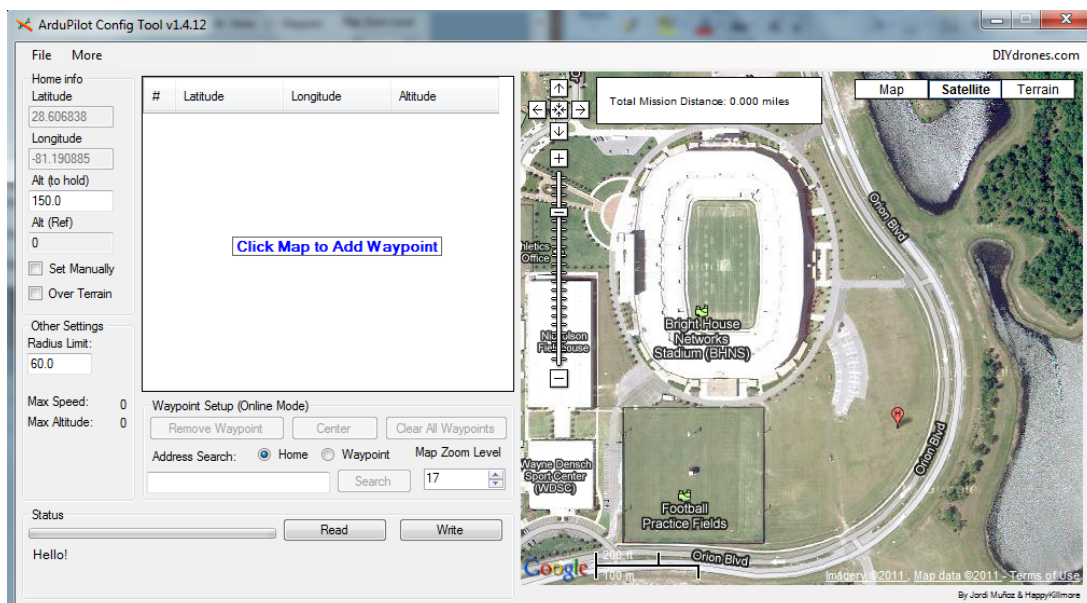 ArduPilot Config Tool v1.4.12
File More
DIYdrones.com
Home info
Latitude
28.606838
Longitude
-81.190885
Alt (to hold)
150.0
Alt (Ref)
0
Set Manually
Over Terrain
Other Settings
Radius Limit:
60.0
Max Speed: 0
Max Altitude: 0
# Latitude Longitude Altitude
Click Map to Add Waypoint
Waypoint Setup (Online Mode)
Remove Waypoint Center Clear All Waypoints
Address Search: Home Waypoint Map Zoom Level
Search 17
Status
Read Write
Hello!
Total Mission Distance: 0.000 miles
Map Satellite Terrain
Orion Blvd
Office
Bright House
Networks
Stadium (BHNS)
H
Orion Blvd
Wayne Densch
Sport Center
(WDSC)
Football
Practice Fields
Orion Blvd
200 ft
100 m
Google
Imagery ©2011, Map data ©2011 - Terms of Use
By Jordi Muñoz & HappyKillmore